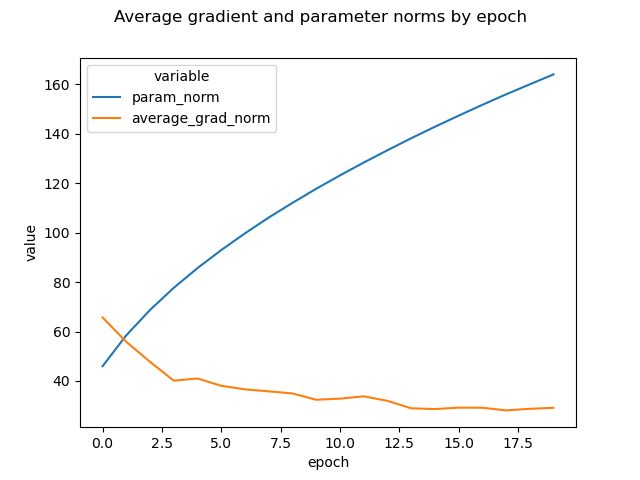 Average gradient and parameter norms by epoch
variable
param_norm
average_grad_norm
160
140
120
100
80
60
40
value
0.0 2.5 5.0 7.5 10.0 12.5 15.0 17.5
epoch